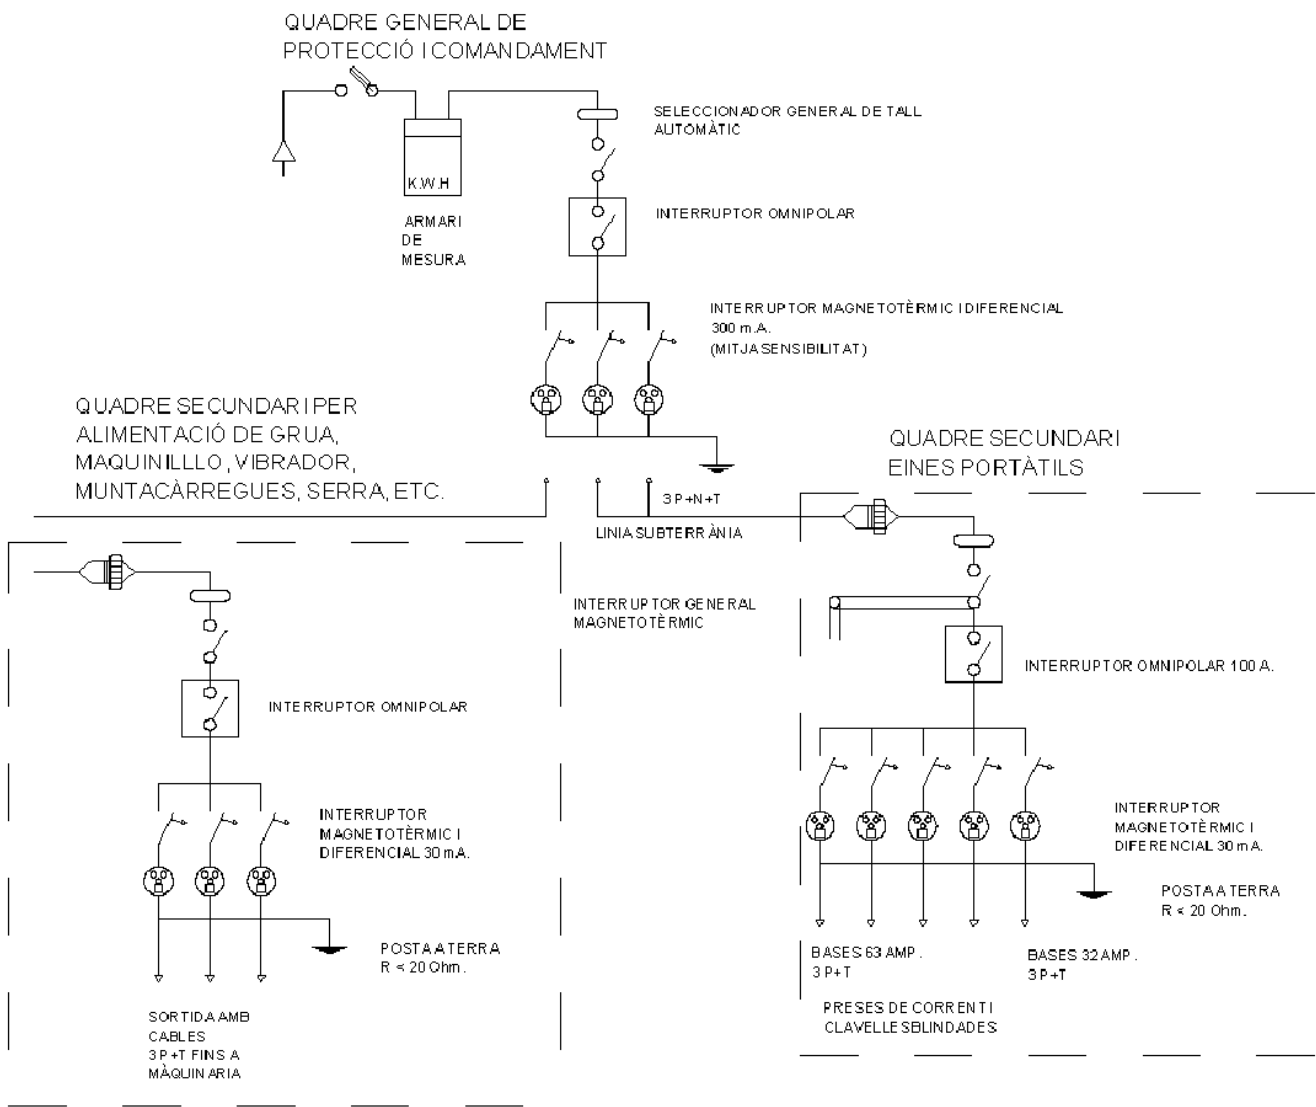 QUADRE GENERAL DE
PROTECCIÓ I COMANDAMENT
SELECCIONADOR GENERAL DE TALL
AUTOMÀTIC
K.W.H
INTERRUPTOR OMNIPOLAR
ARMARI
DE
MESURA
INTERRUPTOR MAGNETOTÈRMIC I DIFERENCIAL
300 m.A.
(MITJA SENSIBILITAT)
QUADRE SECUNDARI PER
ALIMENTACIÓ DE GRUA,
MAQUINILLLO, VIBRADOR,
MUNTACÀRREGUES, SERRA, ETC.
QUADRE SECUNDARI
EINES PORTÀTILS
3 P+N+T
LINIA SUBTERRÀNIA
INTERRUPTOR GENERAL
MAGNETOTÈRMIC
INTERRUPTOR OMNIPOLAR 100 A.
INTERRUPTOR OMNIPOLAR
INTERRUPTOR
MAGNETOTÈRMIC I
DIFERENCIAL 30 mA.
INTERRUPTOR
MAGNETOTÈRMIC I
DIFERENCIAL 30 mA.
POSTA A TERRA
R < 20 Ohm.
POSTA A TERRA
R < 20 Ohm.
BASES 63 AMP.
3 P+T
BASES 32 AMP.
3 P+T
PRESES DE CORRENT I
CLAVELLES BLINDADES
SORTIDA AMB
CABLES
3 P+T FINS A
MÀQUINARIA